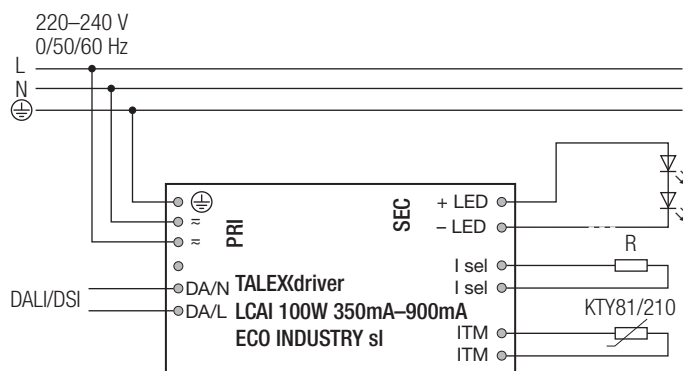 220–240 V
0/50/60 Hz
L
N
PRI
≂
≂
SEC
+ LED
– LED
I sel
I sel
R
DALI/DSI
DA/N
DA/L
TALEXXdriver
LCAI 100W 350mA–900mA
ECO INDUSTRY sl
ITM
ITM
KTY81/210